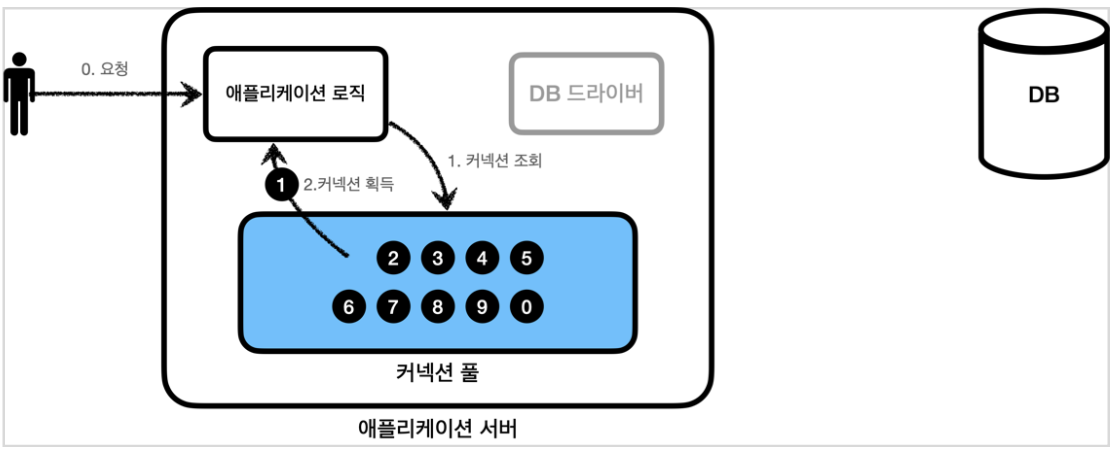 0. 요청
애플리케이션 로직
DB 드라이버
DB
1. 커넥션 조회
1
2.커넥션 획득
2 3 4 5
6 7 8 9 0
커넥션 풀
애플리케이션 서버